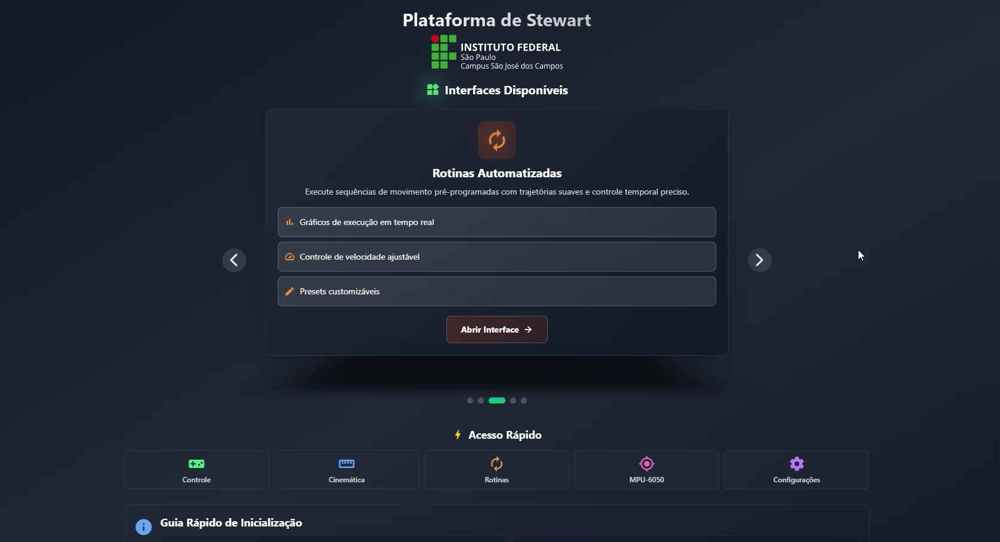 Plataforma de Stewart
INSTITUTO FEDERAL
São Paulo
Campus São José dos Campos
Interfaces Disponíveis
Rotinas Automatizadas
Execute sequências de movimento pré-programadas com trajetórias suaves e controle temporal preciso.
Gráficos de execução em tempo real
Controle de velocidade ajustável
Presets customizáveis
Abrir Interface →
Acesso Rápido
Controle
Cinemática
Rotinas
MPU-6050
Configurações
Guia Rápido de Inicialização